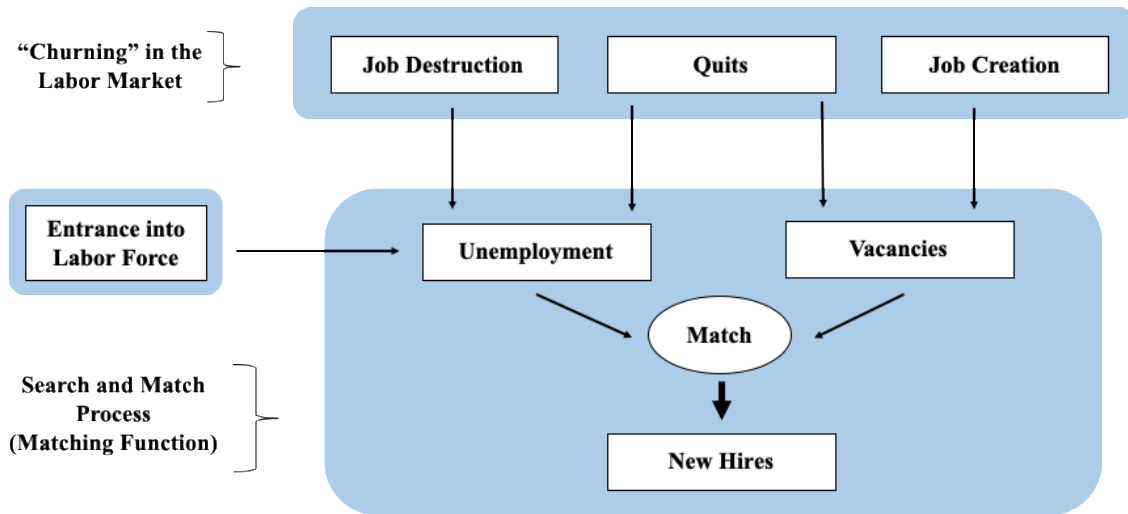 “Churning” in the
Labor Market
Job Destruction
Quits
Job Creation
Entrance into
Labor Force
Unemployment
Vacancies
Match
Search and Match
Process
(Matching Function)
New Hires